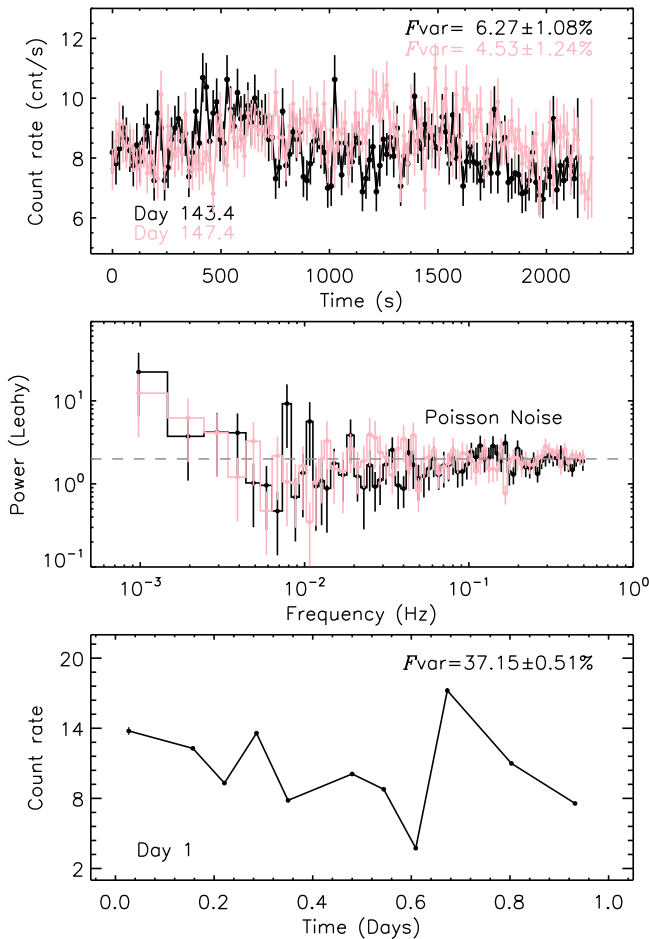 Fvar= 6.27±1.08%
Fvar= 4.53±1.24%
12
10
8
6
Count rate (cnt/s)
Day 143.4
Day 147.4
0 500 1000 1500 2000
Time (s)
10¹
10⁰
10⁻¹
Power (Leahy)
Poisson Noise
10⁻³ 10⁻² 10⁻¹ 10⁰
Frequency (Hz)
Fvar=37.15±0.51%
20
14
8
2
Count rate
Day 1
0.0 0.2 0.4 0.6 0.8 1.0
Time (Days)